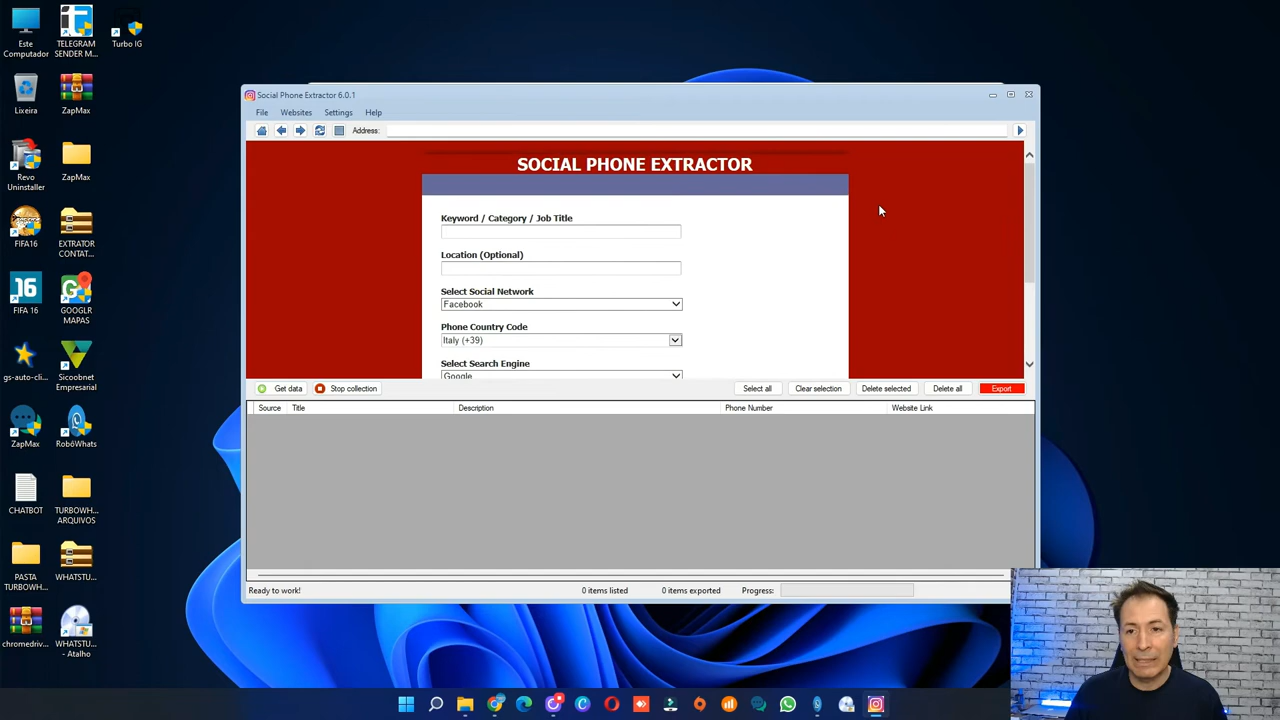 Este
Computador
TELEGRAM
SENDER M...
Turbo IG
Lixeira
ZapMax
Revo
Uninstaller
ZapMax
FIFA16
EXTRATOR
CONTAT...
16
FIFA 16
GOOGLR
MAPAS
gs-auto-cli...
Sicoobnet
Empresarial
ZapMax
RobôWhats
CHATBOT
TURBOWH...
ARQUIVOS
PASTA
TURBOWH...
WHATSTU...
chromedriv...
WHATSTU...
- Atalho
Social Phone Extractor 6.0.1
File Websites Settings Help
Address:
SOCIAL PHONE EXTRACTOR
Keyword / Category / Job Title
Location (Optional)
Select Social Network
Facebook
Phone Country Code
Italy (+39)
Select Search Engine
Google
Get data Stop collection Select all Clear selection Delete selected Delete all Export
Source Title Description Phone Number Website Link
Ready to work! 0 items listed 0 items exported Progress: